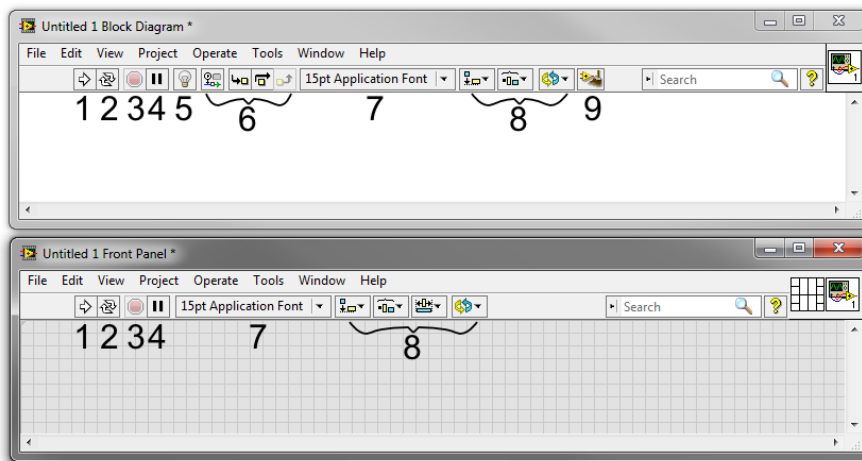 Untitled 1 Block Diagram *
File Edit View Project Operate Tools Window Help
15pt Application Font Search ? 1
1 2 3 4 5 6 7 8 9
Untitled 1 Front Panel *
File Edit View Project Operate Tools Window Help
15pt Application Font Search ? 1
1 2 3 4 7 8